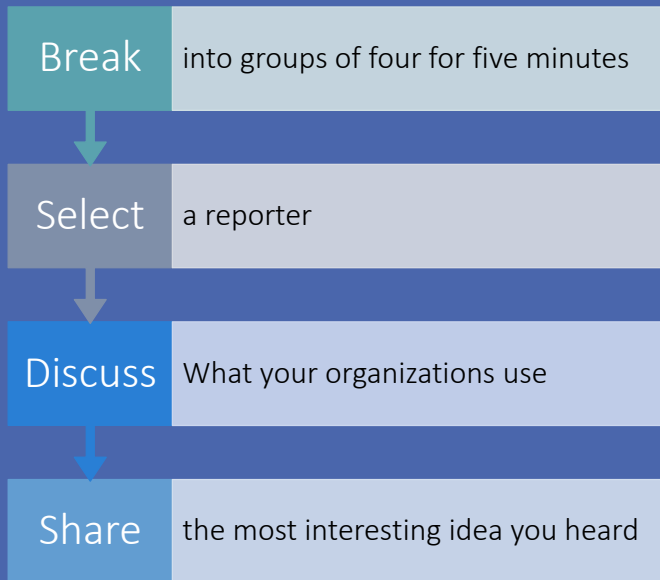 Break into groups of four for five minutes
Select a reporter
Discuss What your organizations use
Share the most interesting idea you heard